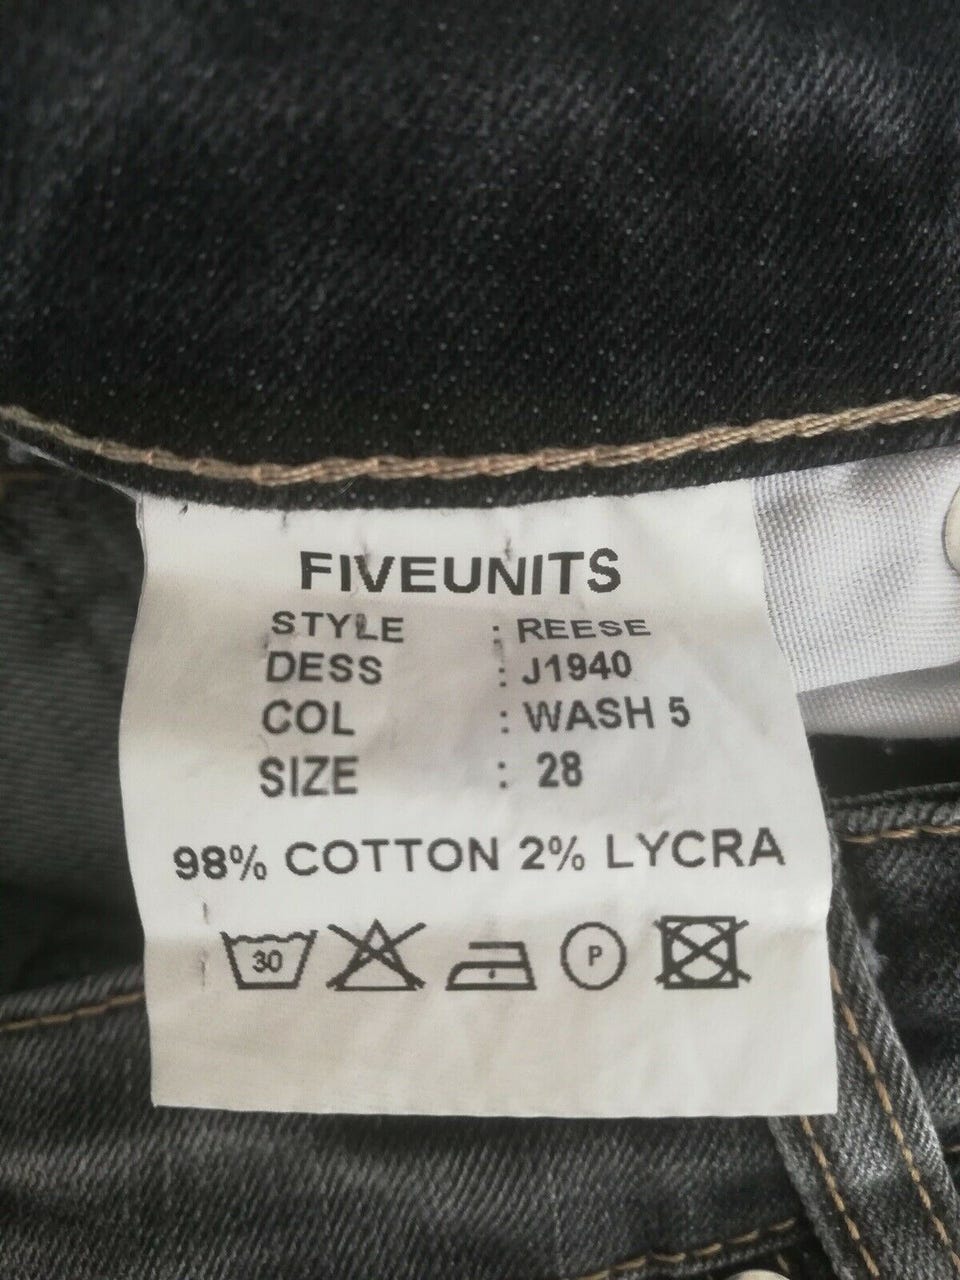 FIVEUNITS
STYLE : REESE
DESS : J1940
COL : WASH 5
SIZE : 28
98% COTTON 2% LYCRA
30 P